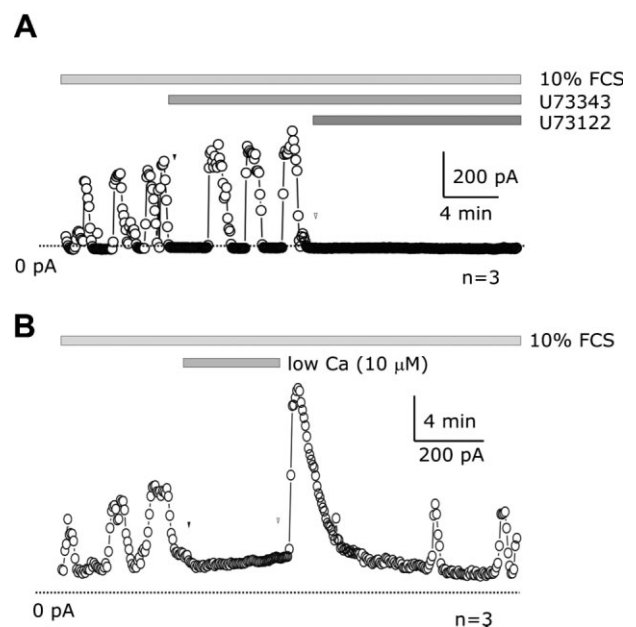 A
10% FCS
U73343
U73122
200 pA
4 min
0 pA
n=3
B
10% FCS
low Ca (10 μM)
4 min
200 pA
0 pA
n=3